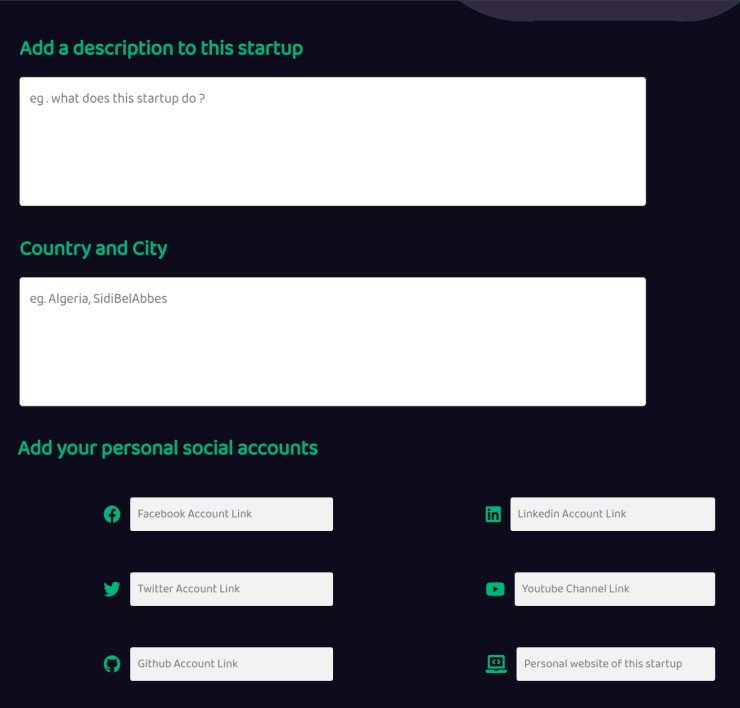 Add a description to this startup
eg . what does this startup do ?
Country and City
eg. Algeria, SidiBelAbbes
Add your personal social accounts
Facebook Account Link
Linkedin Account Link
Twitter Account Link
Youtube Channel Link
Github Account Link
Personal website of this startup